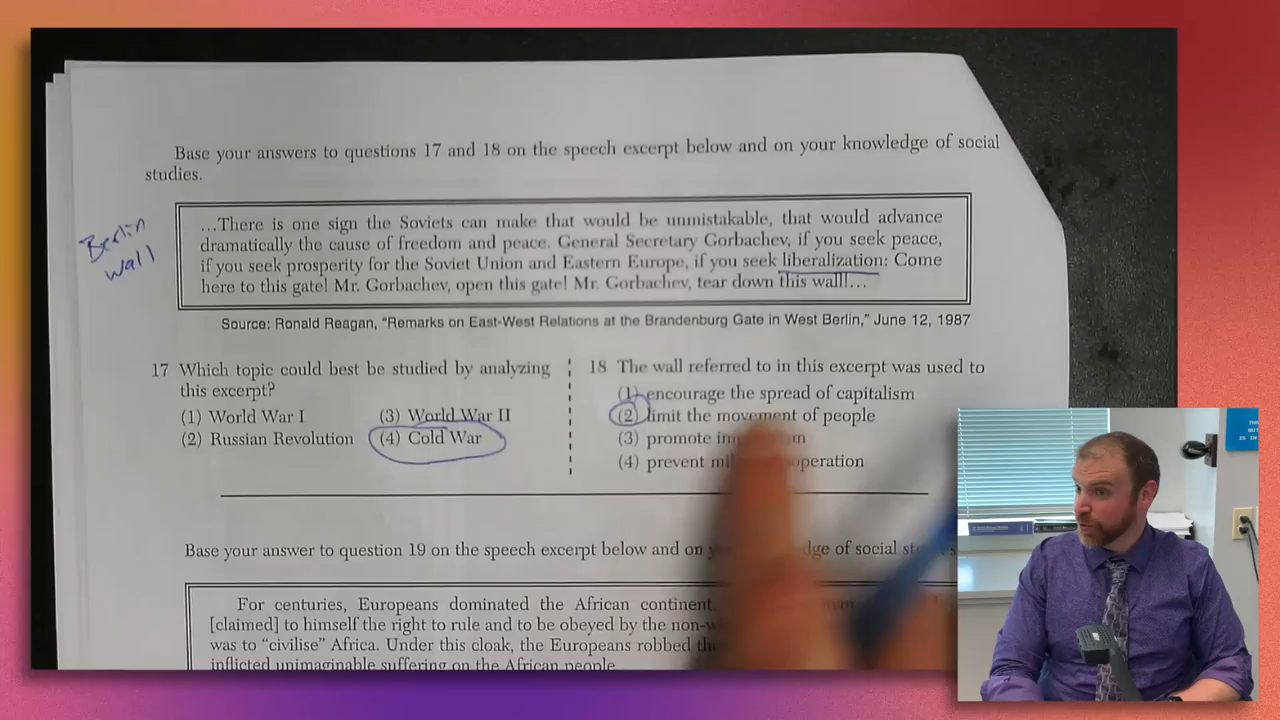 Base your answers to questions 17 and 18 on the speech excerpt below and on your knowledge of social
studies.
Berlin
wall
...There is one sign the Soviets can make that would be unmistakable, that would advance
dramatically the cause of freedom and peace. General Secretary Gorbachev, if you seek peace,
if you seek prosperity for the Soviet Union and Eastern Europe, if you seek liberalization: Come
here to this gate! Mr. Gorbachev, open this gate! Mr. Gorbachev, tear down this wall!...
Source: Ronald Reagan, “Remarks on East-West Relations at the Brandenburg Gate in West Berlin,” June 12, 1987
17 Which topic could best be studied by analyzing
this excerpt?
(1) World War I (3) World War II
(2) Russian Revolution (4) Cold War
18 The wall referred to in this excerpt was used to
(1) encourage the spread of capitalism
(2) limit the movement of people
(3) promote
(4) prevent
Base your answer to question 19 on the speech excerpt below and on knowledge of social
For centuries, Europeans dominated the African continent.
[claimed] to himself the right to rule and to be obeyed by the
was to “civilise” Africa. Under this cloak, the Europeans robbed
inflicted unimaginable suffering on the African people.